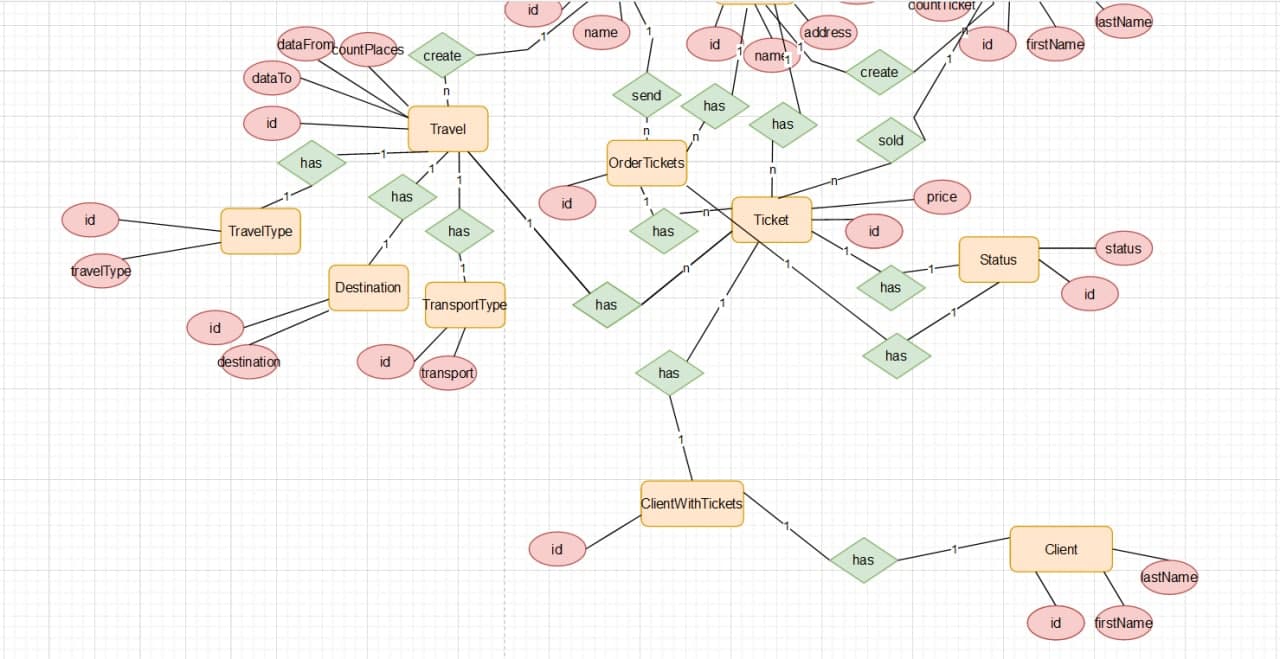 id
countTicket
name
1
1
address
lastName
id
1
name
1
1
n
id
firstName
dataFrom
countPlaces
create
1
create
dataTo
n
send
has
id
Travel
n
n
has
sold
has
1
1
OrderTickets
n
n
1
has
1
id
1
n
price
id
TravelType
has
1
has
Ticket
id
1
status
travelType
1
1
n
1
has
1
Status
Destination
TransportType
has
1
has
id
id
destination
id
transport
1
has
has
1
ClientWithTickets
1
id
has
1
Client
lastName
id
firstName